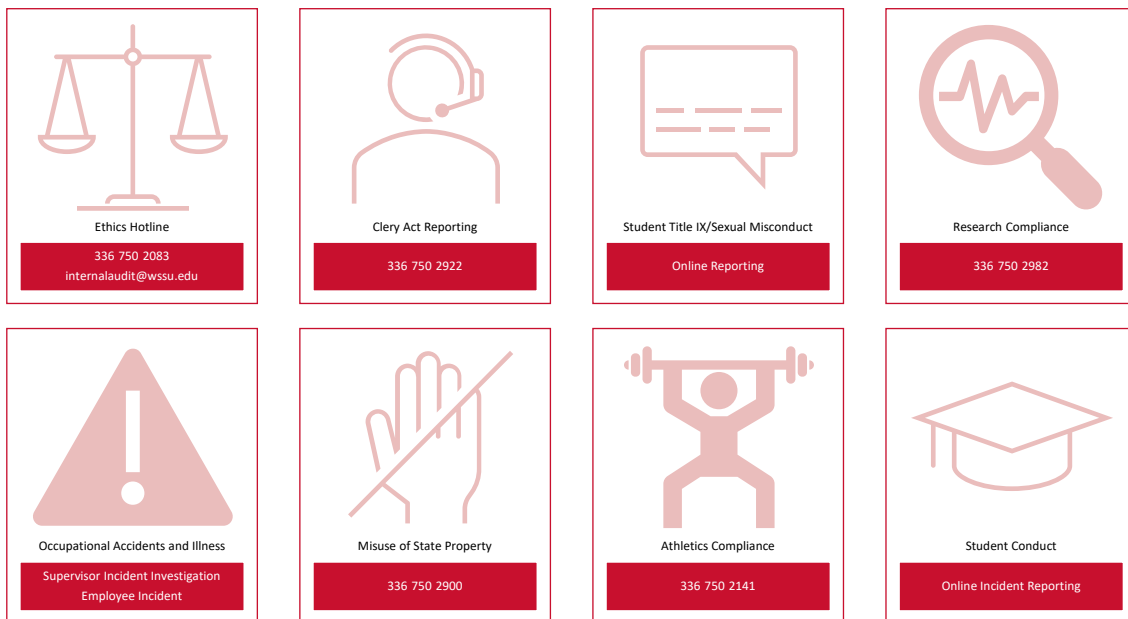 Ethics Hotline
336 750 2083
internalaudit@wssu.edu
Clery Act Reporting
336 750 2922
Student Title IX/Sexual Misconduct
Online Reporting
Research Compliance
336 750 2982
Occupational Accidents and Illness
Supervisor Incident Investigation
Employee Incident
Misuse of State Property
336 750 2900
Athletics Compliance
336 750 2141
Student Conduct
Online Incident Reporting